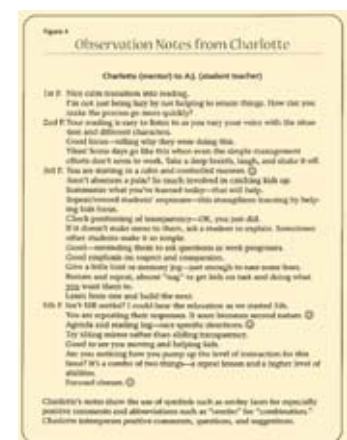 Figure 4
Observation Notes from Charlotte
Charlotte (mentor) to A.J. (student teacher)
1st P. Nice calm transition into reading.
I'm not just being lazy by not helping to return things. How can you
make the process go more quickly?
2nd P. Your reading is easy to listen to as you vary your voice with the situa-
tion and different characters.
Good focus—telling why they were doing this.
Yikes! Some days go like this when even the simple management
efforts don't seem to work. Take a deep breath, laugh, and shake it off.
3rd P. You are starting in a calm and controlled manner. ☺
Aren't absences a pain? So much involved in catching kids up.
Summarize what you've learned today—that will help.
Repeat/record students' responses—this strengthens learning by help-
ing kids focus.
Check positioning of transparency—OK, you just did.
If it doesn't make sense to them, ask a student to explain. Sometimes
other students make it so simple.
Good—reminding them to ask questions as work progresses.
Good emphasis on respect and compassion.
Give a little hint or memory jog—just enough to ease some fears.
Restate and repeat, almost "nag" to get kids on task and doing what
you want them to.
Learn from one and build the next.
5th P. Isn't SSR useful? I could hear the relaxation as we started 5th.
You are repeating their responses. It soon becomes second nature. ☺
Agenda and reading log—nice specific directions. ☺
Try tilting mirror rather than sliding transparency.
Good to see you moving and helping kids.
Are you noticing how you pump up the level of instruction for this
time? It's a combo of two things—a repeat lesson and a higher level of
abilities.
Focused closure. ☺
Charlotte's notes show the use of symbols such as smiley faces for especially
positive comments and abbreviations such as "combo" for "combination."
Charlotte intersperses positive comments, questions, and suggestions.